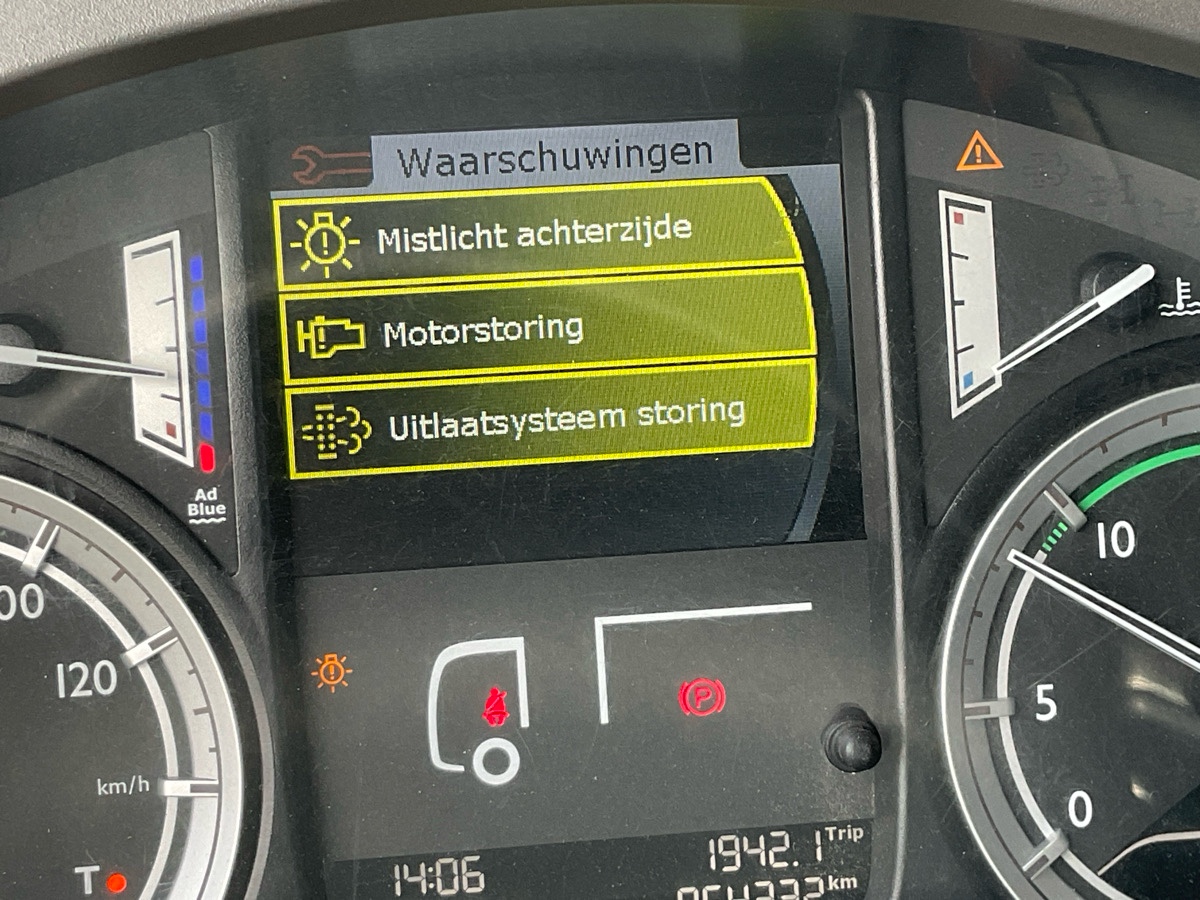 Waarschuwingen
Mistlicht achterzijde
Motorstoring
Uitlaatsysteem storing
Ad
Blue
00
120
km/h
T
10
5
0
P
14:06
1942.1 Trip
km